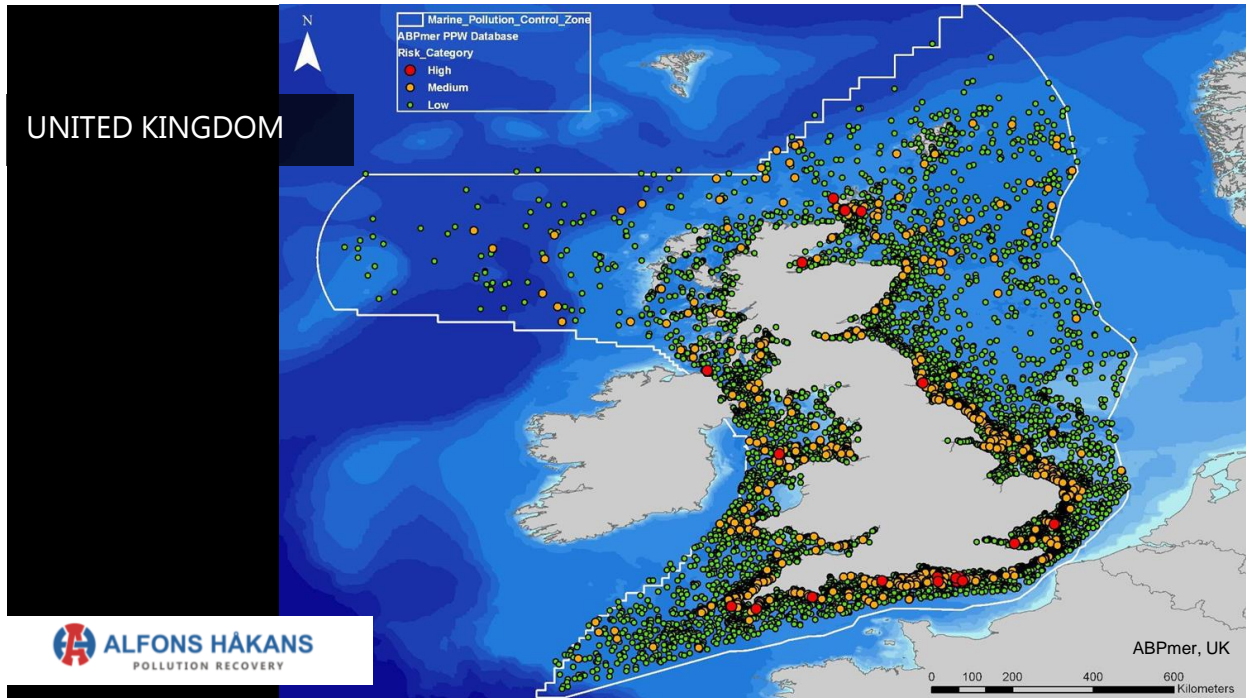 UNITED KINGDOM
N
Marine_Pollution_Control_Zone
ABPmer PPW Database
Risk_Category
High
Medium
Low
ALFONS HÅKANS
POLLUTION RECOVERY
ABPmer, UK
0 100 200 400 600
Kilometers